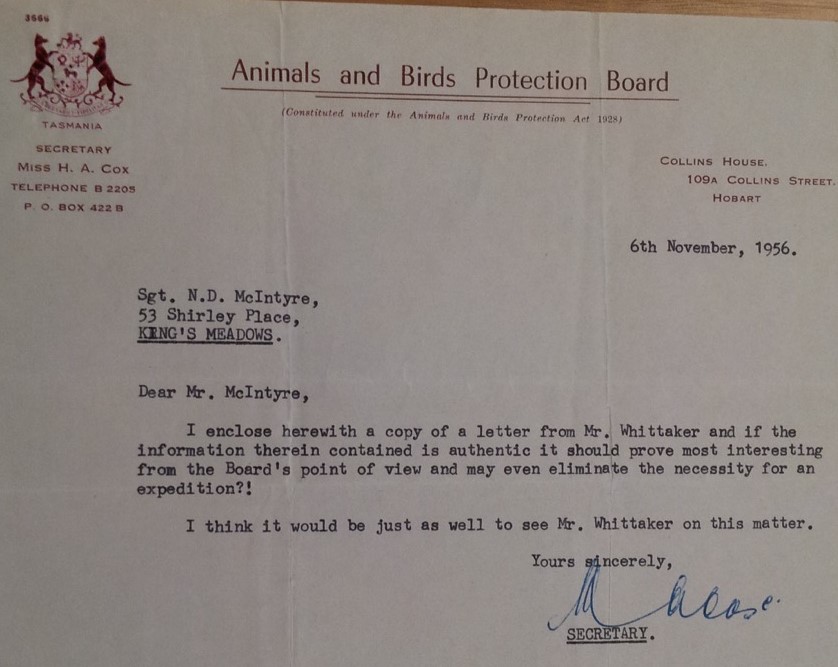 3666
TASMANIA
SECRETARY
MISS H. A. COX
TELEPHONE B 2205
P. O. BOX 422 B
Animals and Birds Protection Board
(Constituted under the Animals and Birds Protection Act 1928)
COLLINS HOUSE.
109A COLLINS STREET.
HOBART
6th November, 1956.
Sgt. N.D. McIntyre,
53 Shirley Place,
KING'S MEADOWS.
Dear Mr. McIntyre,
I enclose herewith a copy of a letter from Mr. Whittaker and if the
information therein contained is authentic it should prove most interesting
from the Board's point of view and may even eliminate the necessity for an
expedition?!
I think it would be just as well to see Mr. Whittaker on this matter.
Yours sincerely,
SECRETARY.